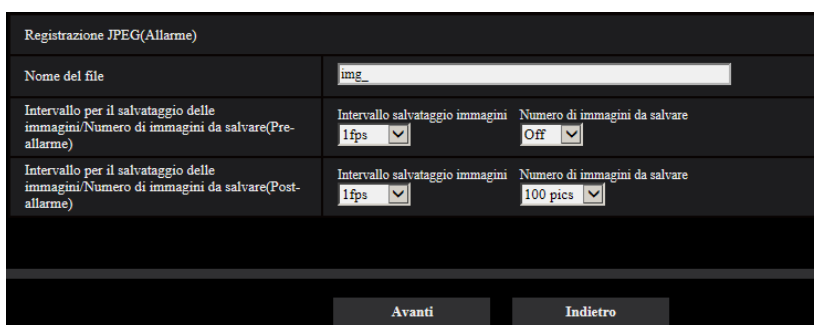 Registrazione JPEG(Allarme)
Nome del file
img_
Intervallo per il salvataggio delle
immagini/Numero di immagini da salvare(Pre-
allarme)
Intervallo salvataggio immagini Numero di immagini da salvare
1fps Off
Intervallo per il salvataggio delle
immagini/Numero di immagini da salvare(Post-
allarme)
Intervallo salvataggio immagini Numero di immagini da salvare
1fps 100 pics
Avanti Indietro